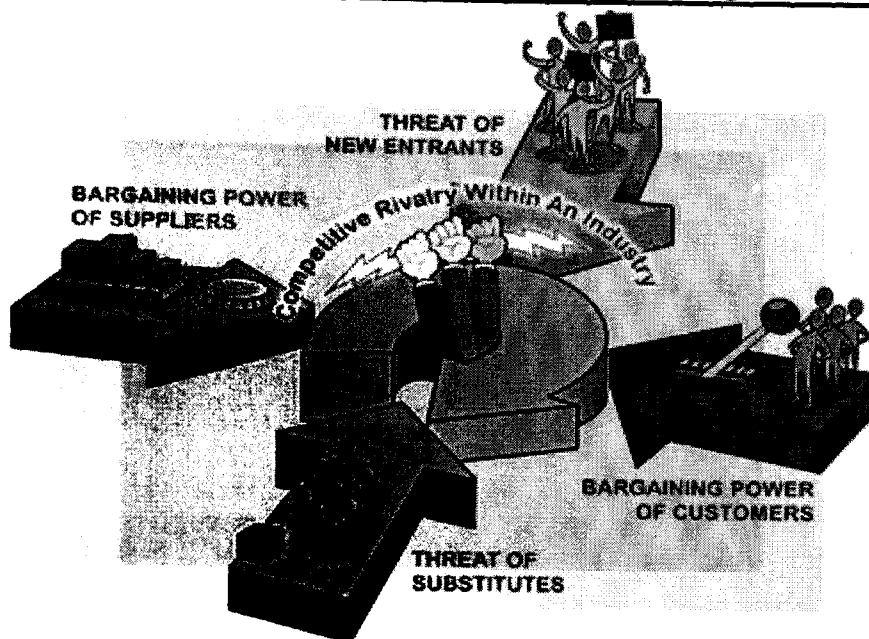 THREAT OF
NEW ENTRANTS
BARGAINING POWER
OF SUPPLIERS
Competitive Rivalry Within An Industry
BARGAINING POWER
OF CUSTOMERS
THREAT OF
SUBSTITUTES